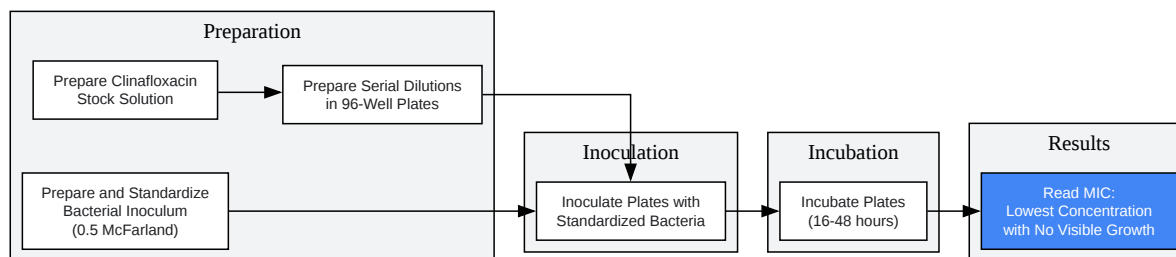 Preparation
Prepare Clinafloxacin
Stock Solution
Prepare Serial Dilutions
in 96-Well Plates
Prepare and Standardize
Bacterial Inoculum
(0.5 McFarland)
Inoculation
Inoculate Plates with
Standardized Bacteria
Incubation
Incubate Plates
(16-48 hours)
Results
Read MIC:
Lowest Concentration
with No Visible Growth